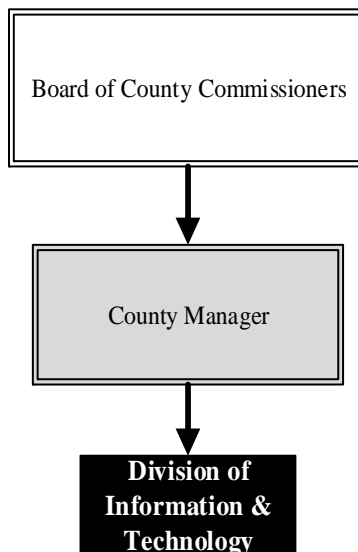 Board of County Commissioners
County Manager
Division of
Information &
Technology